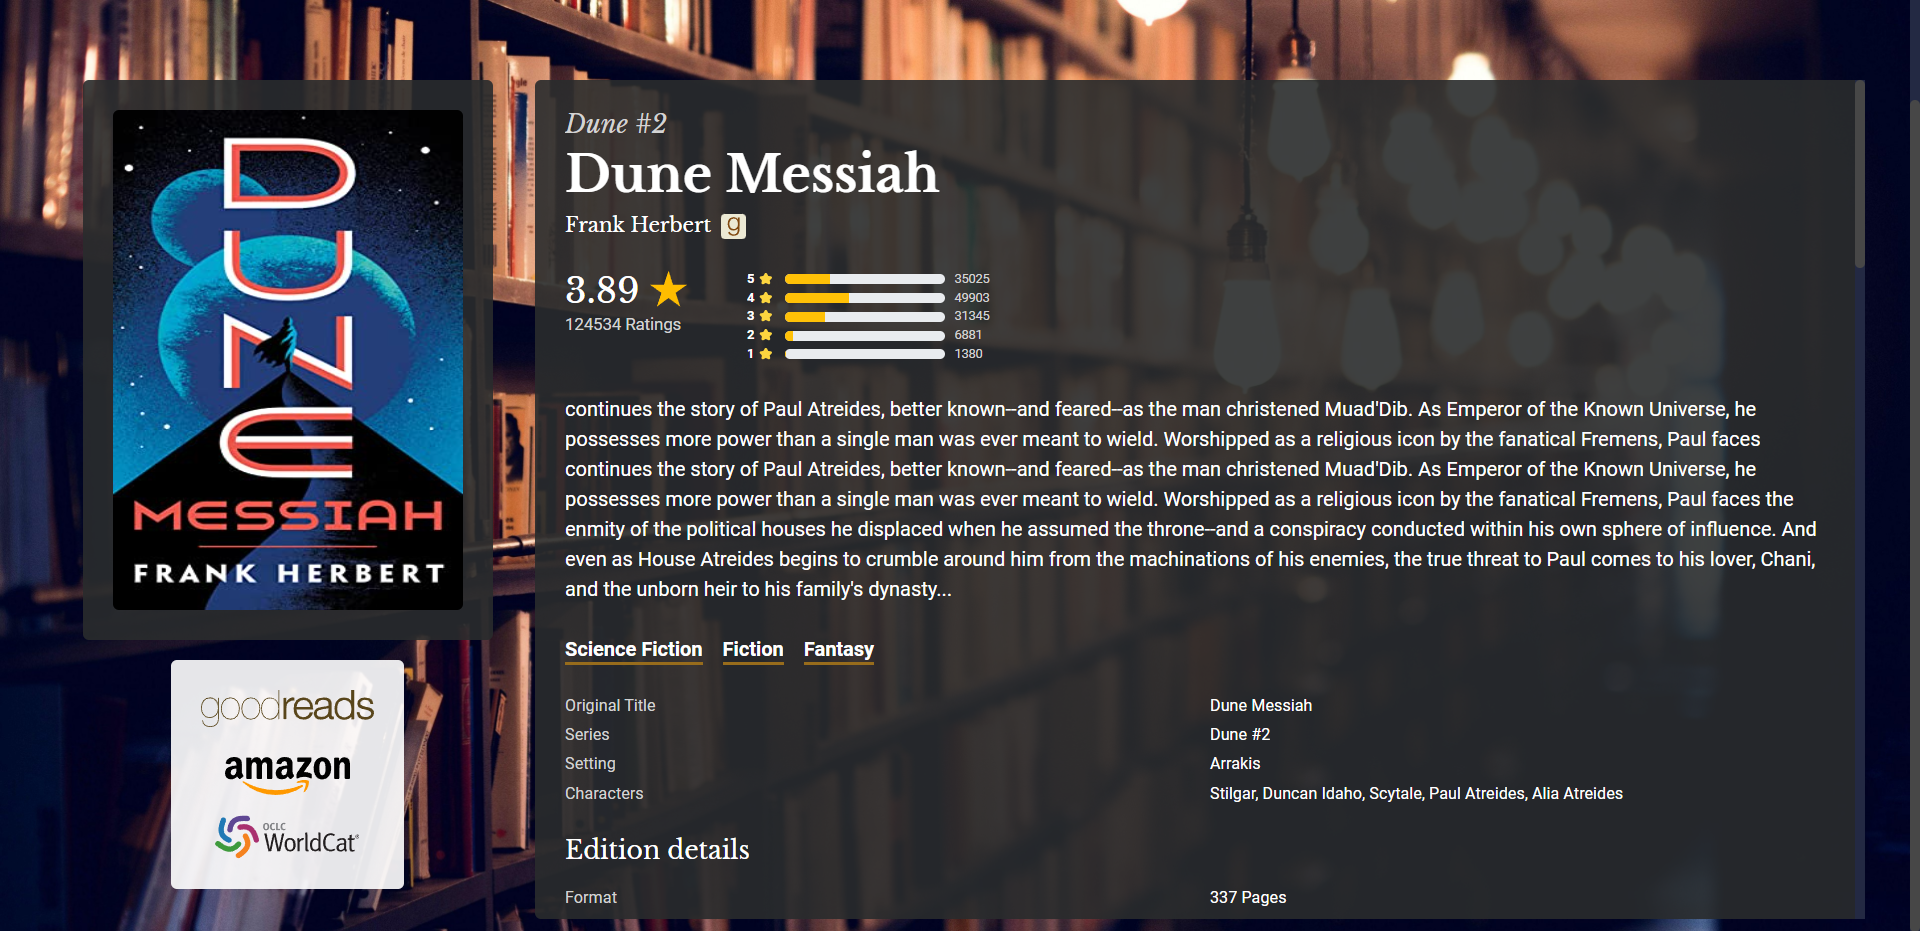 DUNE
MESSIAH
FRANK HERBERT
goodreads
amazon
OCLC
WorldCat
Dune #2
Dune Messiah
Frank Herbert g
3.89
124534 Ratings
5 35025
4 49903
3 31345
2 6881
1 1380
continues the story of Paul Atreides, better known--and feared--as the man christened Muad'Dib. As Emperor of the Known Universe, he
possesses more power than a single man was ever meant to wield. Worshipped as a religious icon by the fanatical Fremens, Paul faces
continues the story of Paul Atreides, better known--and feared--as the man christened Muad'Dib. As Emperor of the Known Universe, he
possesses more power than a single man was ever meant to wield. Worshipped as a religious icon by the fanatical Fremens, Paul faces the
enmity of the political houses he displaced when he assumed the throne--and a conspiracy conducted within his own sphere of influence. And
even as House Atreides begins to crumble around him from the machinations of his enemies, the true threat to Paul comes to his lover, Chani,
and the unborn heir to his family's dynasty...
Science Fiction Fiction Fantasy
Original Title Dune Messiah
Series Dune #2
Setting Arrakis
Characters Stilgar, Duncan Idaho, Scytale, Paul Atreides, Alia Atreides
Edition details
Format 337 Pages